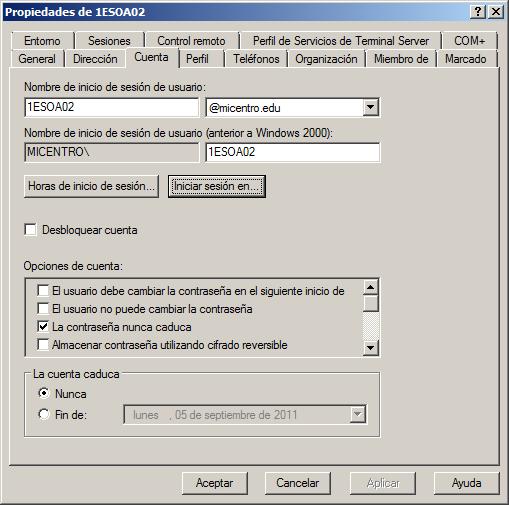 Propiedades de 1ESOA02
Entorno Sesiones Control remoto Perfil de Servicios de Terminal Server COM+
General Dirección Cuenta Perfil Teléfonos Organización Miembro de Marcado
Nombre de inicio de sesión de usuario:
1ESOA02 @micentro.edu
Nombre de inicio de sesión de usuario (anterior a Windows 2000):
MICENTRO\ 1ESOA02
Horas de inicio de sesión... Iniciar sesión en...
Desbloquear cuenta
Opciones de cuenta:
El usuario debe cambiar la contraseña en el siguiente inicio de
El usuario no puede cambiar la contraseña
La contraseña nunca caduca
Almacenar contraseña utilizando cifrado reversible
La cuenta caduca
Nunca
Fin de: lunes , 05 de septiembre de 2011
Aceptar Cancelar Aplicar Ayuda